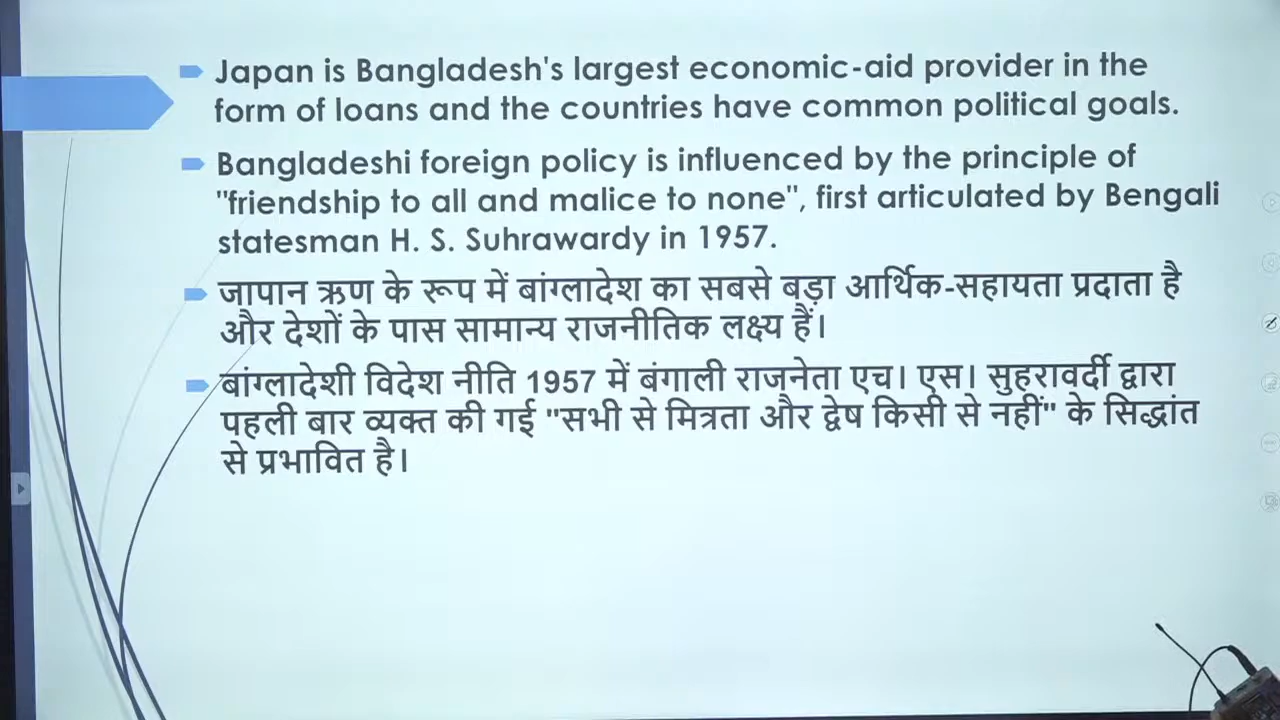 Japan is Bangladesh's largest economic-aid provider in the
form of loans and the countries have common political goals.
Bangladeshi foreign policy is influenced by the principle of
"friendship to all and malice to none", first articulated by Bengali
statesman H. S. Suhrawardy in 1957.
जापान ऋण के रूप में बांग्लादेश का सबसे बड़ा आर्थिक-सहायता प्रदाता है
और देशों के पास सामान्य राजनीतिक लक्ष्य हैं।
बांग्लादेशी विदेश नीति 1957 में बंगाली राजनेता एच। एस। सुहरावर्दी द्वारा
पहली बार व्यक्त की गई "सभी से मित्रता और द्वेष किसी से नहीं" के सिद्धांत
से प्रभावित है।